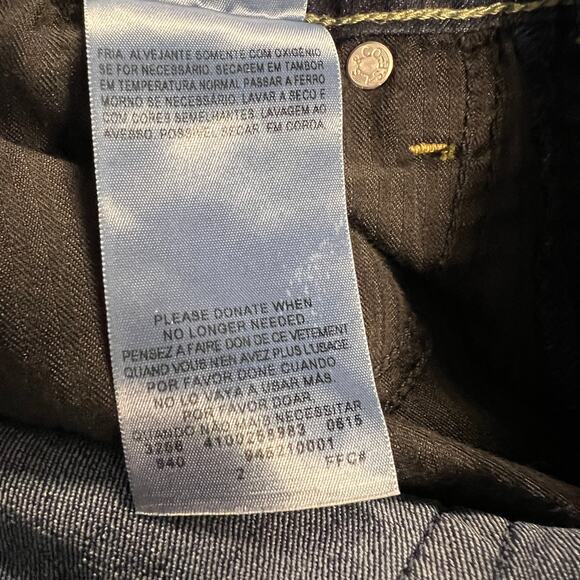 FRIA. ALVEJANTE SOMENTE COM OXIGÊNIO
SE FOR NECESSÁRIO. SECAGEM EM TAMBOR
EM TEMPERATURA NORMAL PASSAR A FERRO
MORNO SE NECESSÁRIO. LAVAR A SECO E
COM CORES SEMELHANTES. LAVAGEM AO
AVESSO. POSSÍVEL SECAR EM CORDA.
PLEASE DONATE WHEN
NO LONGER NEEDED
PENSEZ A FAIRE DON DE CE VETEMENT
QUAND VOUS N'EH AVEZ PLUS L'USAGE
POR FAVOR DONE CUANDO
NO LO VAYA A USAR MÁS.
POR FAVOR DOAR.
QUANDO NÃO MAIS NECESSITAR
3206 4100259983 0615
940 945210001
2 FFC#